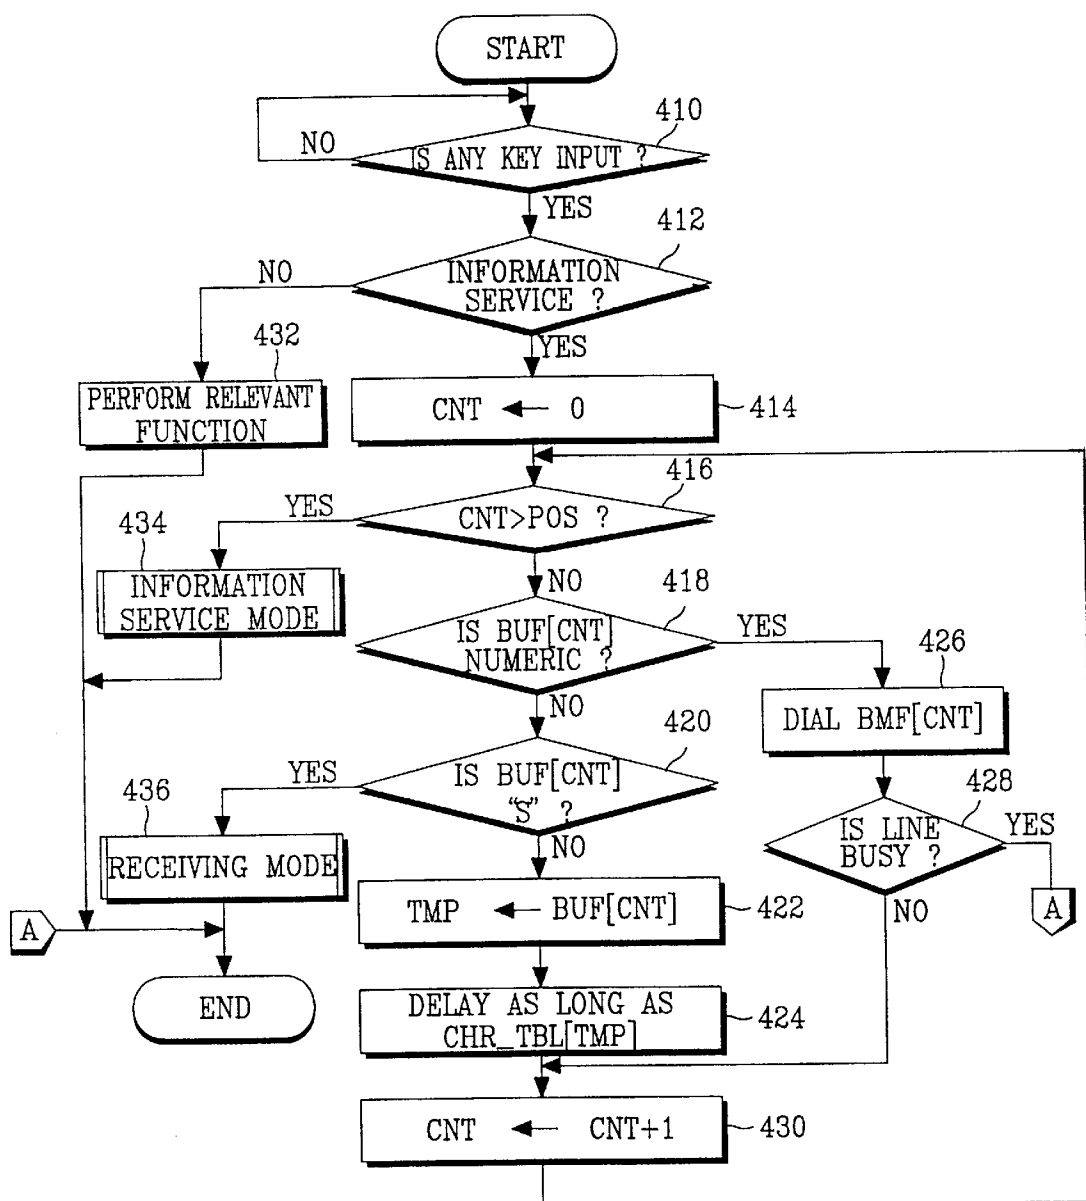 START
410
NO
IS ANY KEY INPUT ?
YES
412
NO
INFORMATION
SERVICE ?
YES
432
PERFORM RELEVANT
FUNCTION
CNT ← 0
414
416
YES
CNT>POS ?
434
NO
INFORMATION
SERVICE MODE
418
IS BUF[CNT]
NUMERIC ?
YES
426
NO
DIAL BMF[CNT]
420
YES
IS BUF[CNT]
“S” ?
436
428
IS LINE
BUSY ?
YES
NO
RECEIVING MODE
TMP ← BUF[CNT]
422
NO
A
A
END
DELAY AS LONG AS
CHR_TBL[TMP]
424
CNT ← CNT+1
430